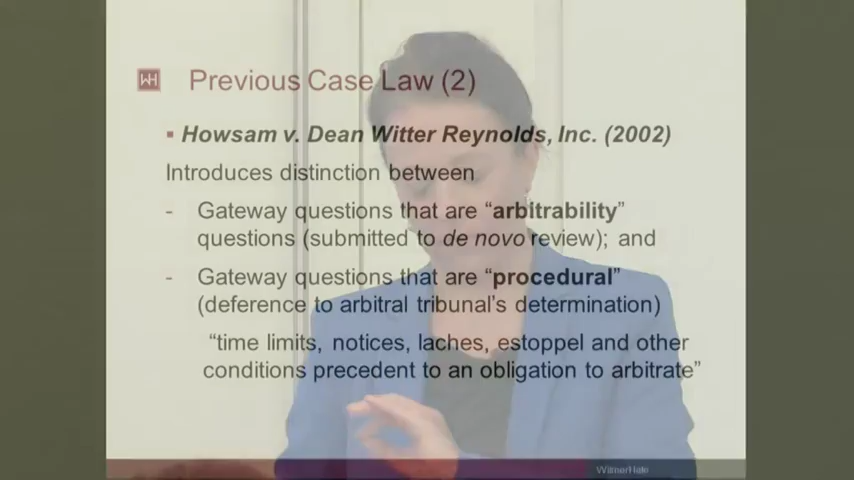 WH
Previous Case Law (2)
▪ Howsam v. Dean Witter Reynolds, Inc. (2002)
Introduces distinction between
- Gateway questions that are “arbitrability”
questions (submitted to de novo review); and
- Gateway questions that are “procedural”
(deference to arbitral tribunal’s determination)
“time limits, notices, laches, estoppel and other
conditions precedent to an obligation to arbitrate”
WilmerHale